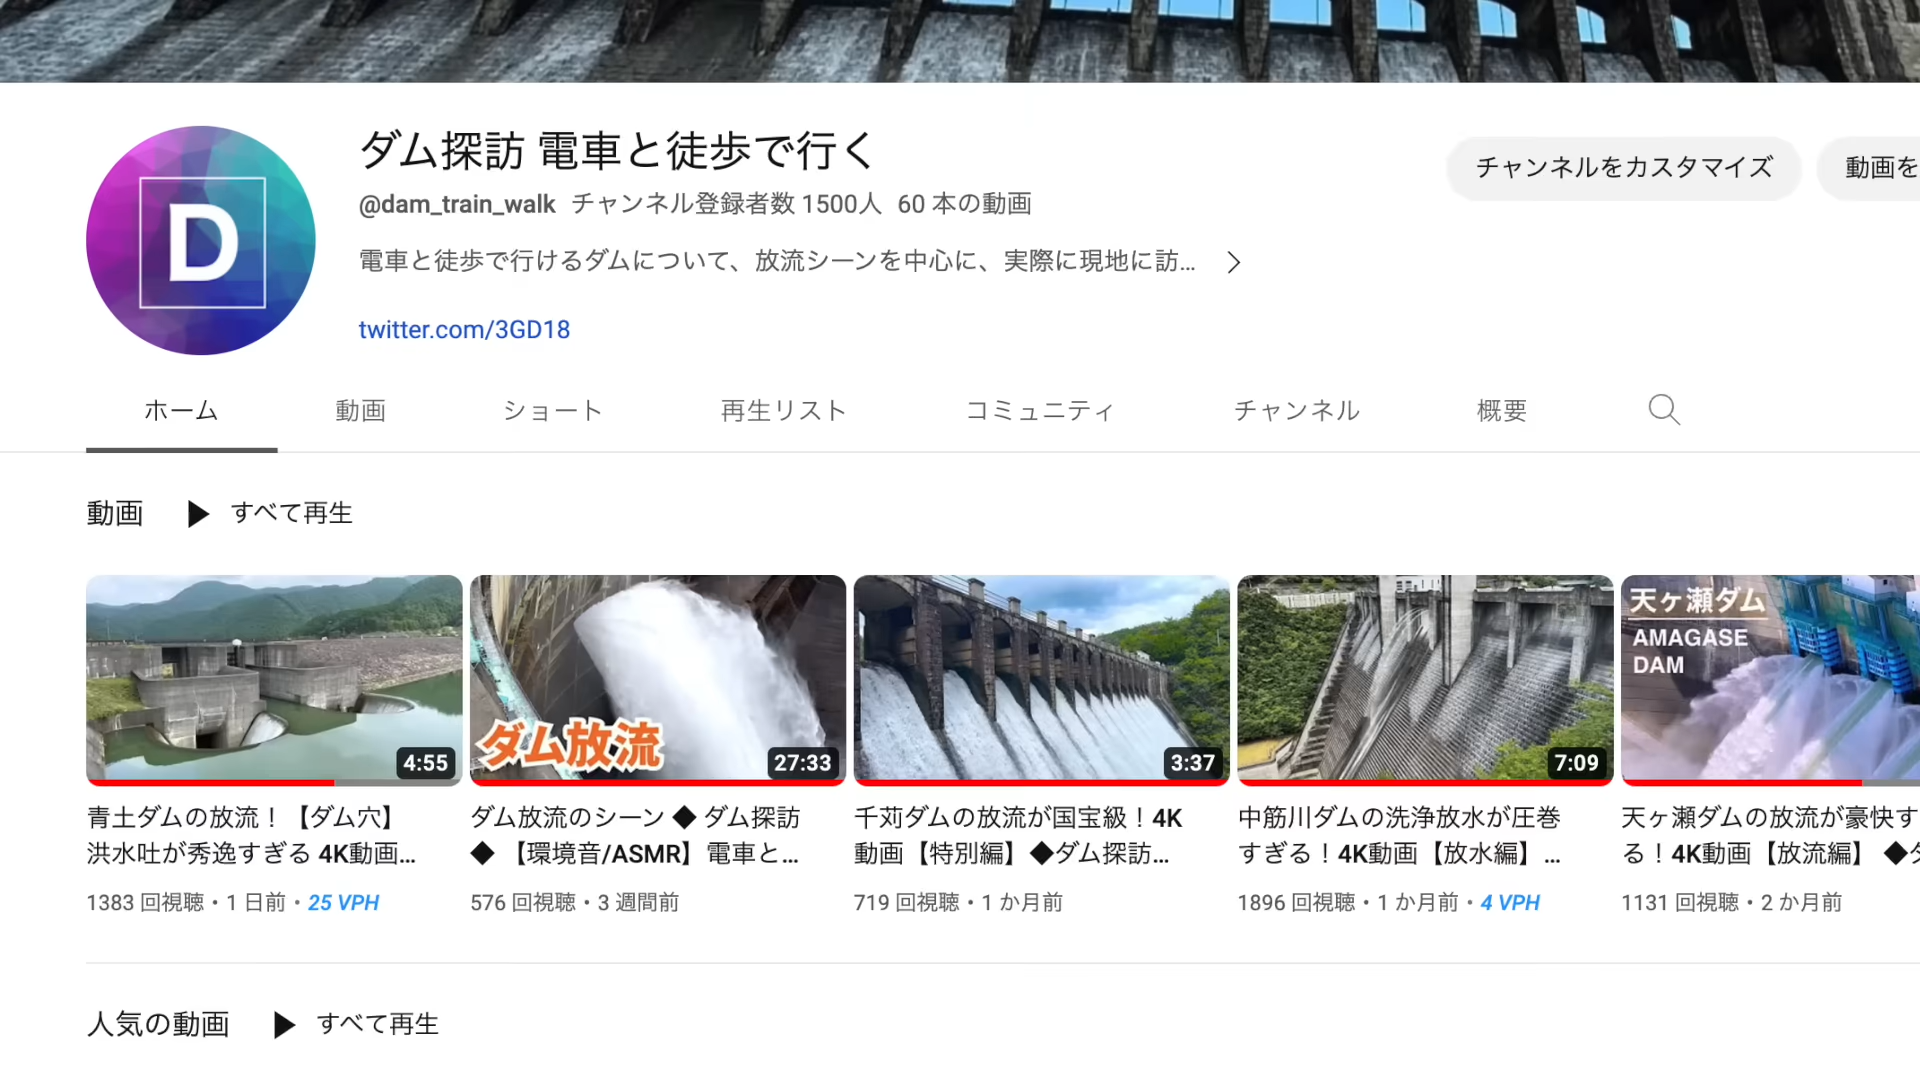 D
ダム探訪 電車と徒歩で行く
チャンネルをカスタマイズ
動画を
@dam_train_walk チャンネル登録者数 1500人 60 本の動画
電車と徒歩で行けるダムについて、放流シーンを中心に、実際に現地に訪...
twitter.com/3GD18
ホーム 動画 ショート 再生リスト コミュニティ チャンネル 概要
動画 すべて再生
4:55
青土ダムの放流！【ダム穴】
洪水吐が秀逸すぎる 4K動画...
1383 回視聴・1 日前・25 VPH
ダム放流
27:33
ダム放流のシーン ◆ ダム探訪
◆ 【環境音/ASMR】電車と...
576 回視聴・3 週間前
3:37
千苅ダムの放流が国宝級！4K
動画【特別編】◆ダム探訪...
719 回視聴・1 か月前
7:09
中筋川ダムの洗浄放水が圧巻
すぎる！4K動画【放水編】 ...
1896 回視聴・1 か月前・4 VPH
天ヶ瀬ダム
AMAGASE
DAM
天ヶ瀬ダムの放流が豪快す
る！4K動画【放流編】 ◆ダ
1131 回視聴・2 か月前
人気の動画 すべて再生